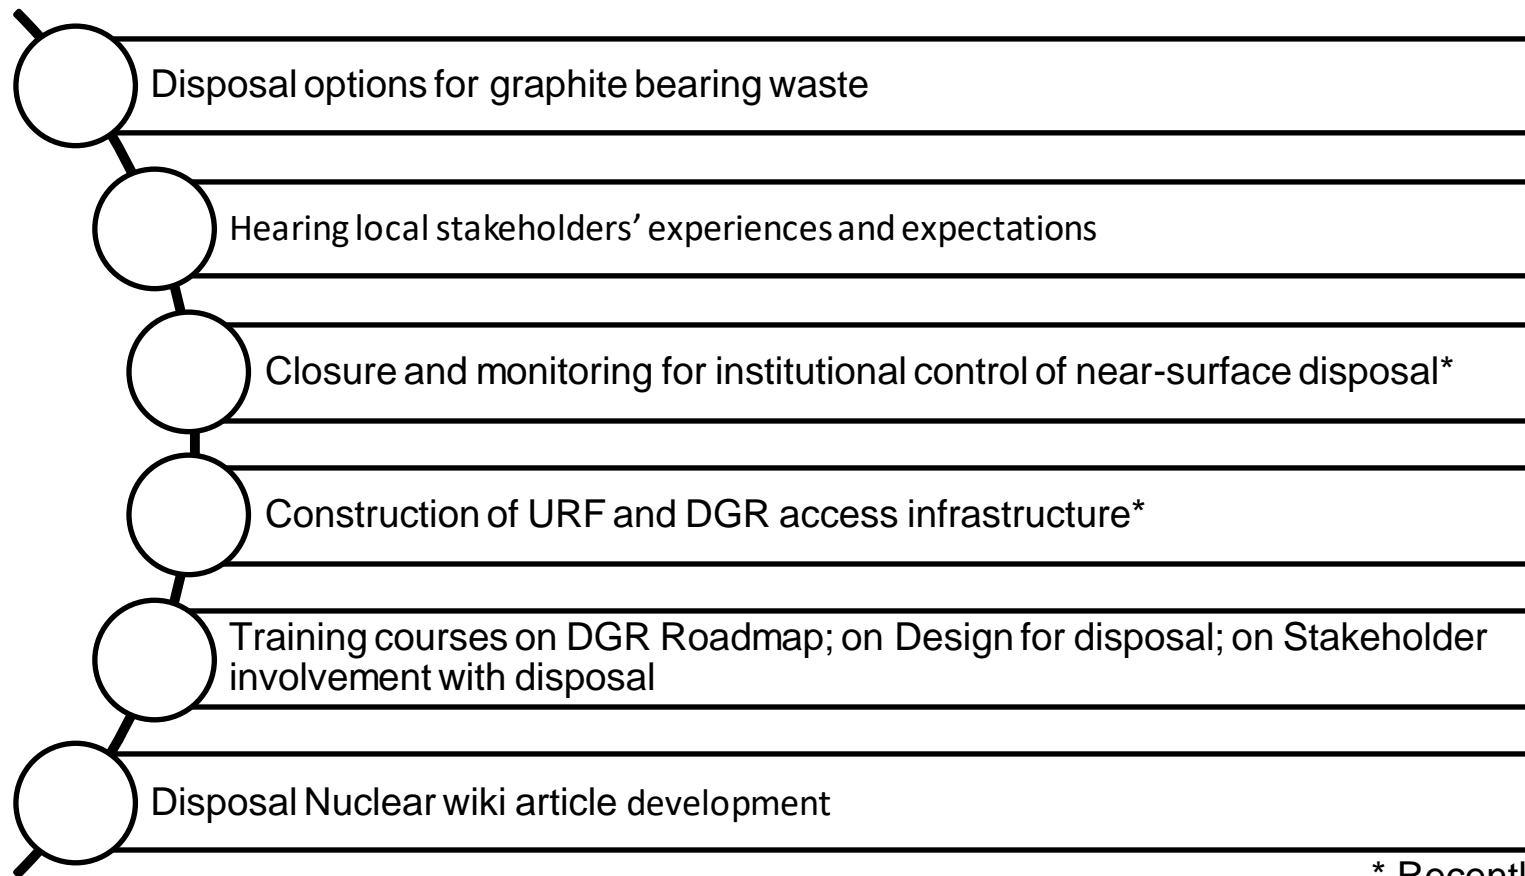 Disposal options for graphite bearing waste
Hearing local stakeholders’ experiences and expectations
Closure and monitoring for institutional control of near-surface disposal*
Construction of URF and DGR access infrastructure*
Training courses on DGR Roadmap; on Design for disposal; on Stakeholder
involvement with disposal
Disposal Nuclear wiki article development
*